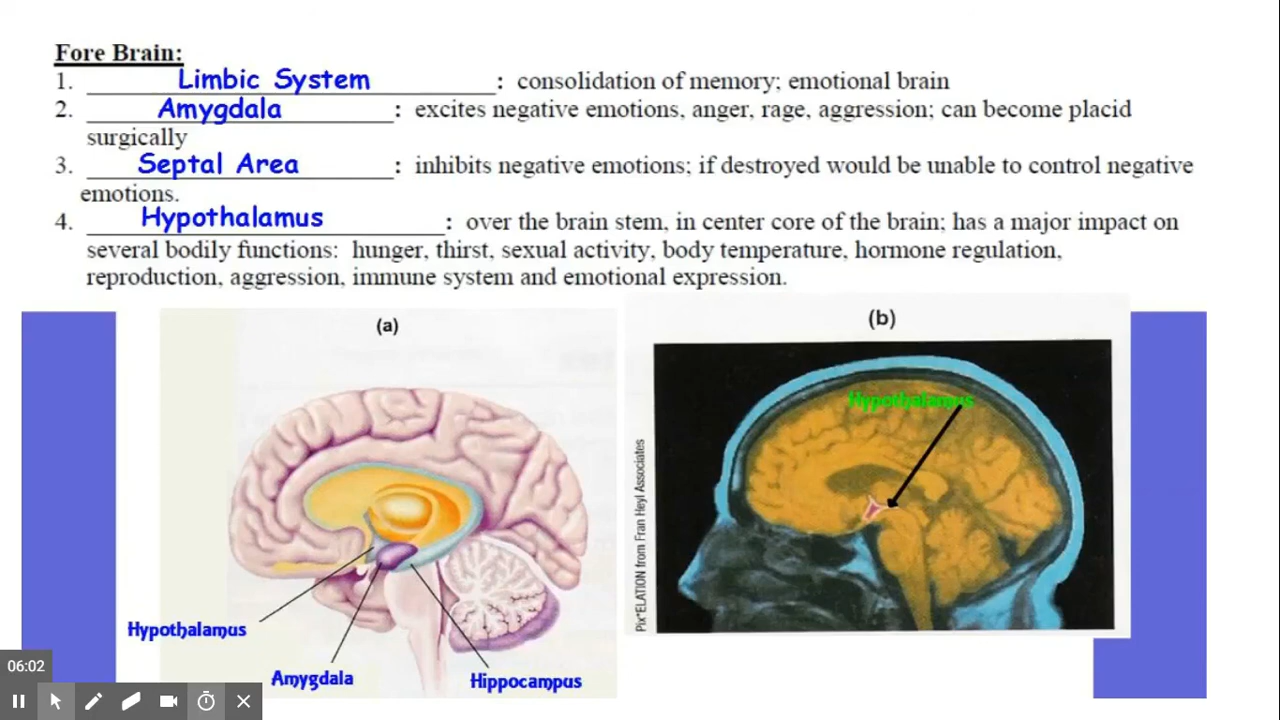 Fore Brain:
1. Limbic System : consolidation of memory; emotional brain
2. Amygdala : excites negative emotions, anger, rage, aggression; can become placid
surgically
3. Septal Area : inhibits negative emotions; if destroyed would be unable to control negative
emotions.
4. Hypothalamus : over the brain stem, in center core of the brain; has a major impact on
several bodily functions: hunger, thirst, sexual activity, body temperature, hormone regulation,
reproduction, aggression, immune system and emotional expression.
(a)
Hypothalamus
Amygdala
Hippocampus
(b)
Hypothalamus
Pix*ELATION from Fran Heyl Associates
06:02